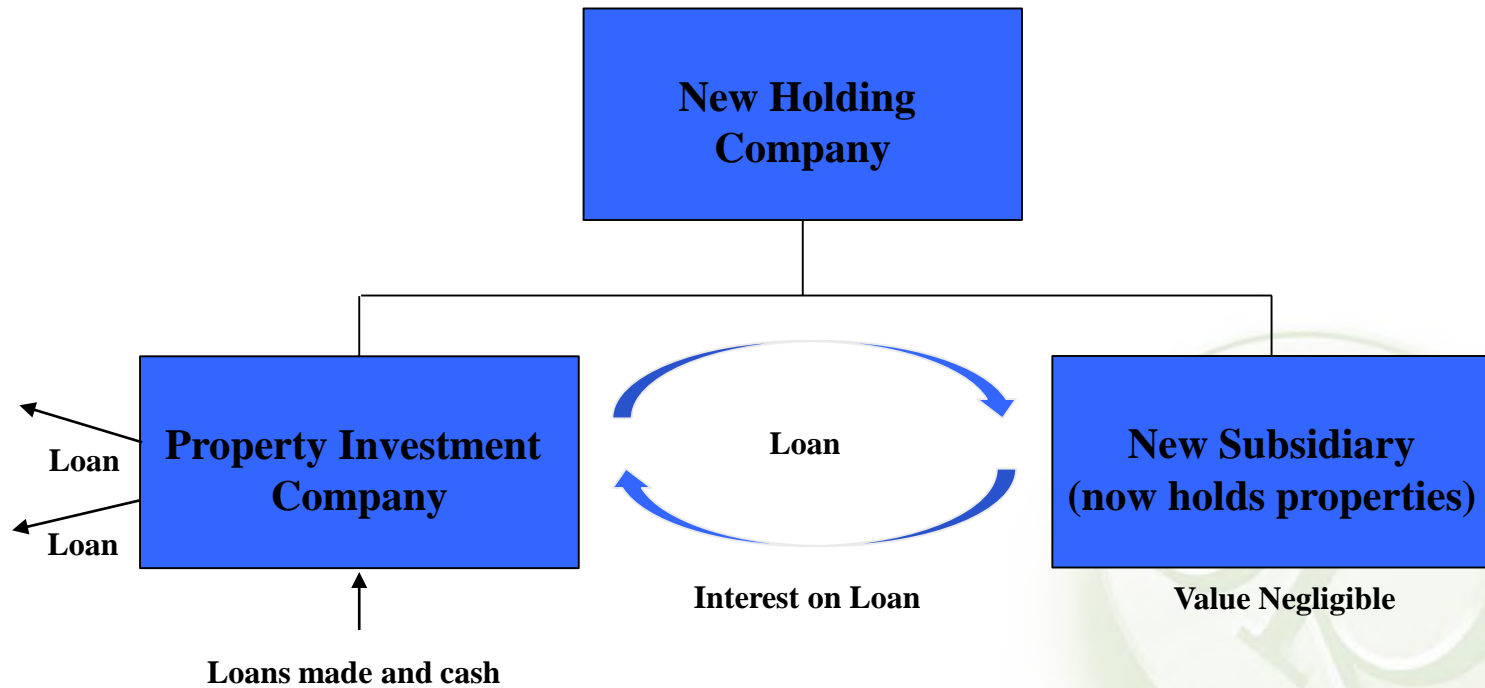 New Holding
Company
Loan
Loan
Property Investment
Company
Loan
Interest on Loan
New Subsidiary
(now holds properties)
Value Negligible
Loans made and cash